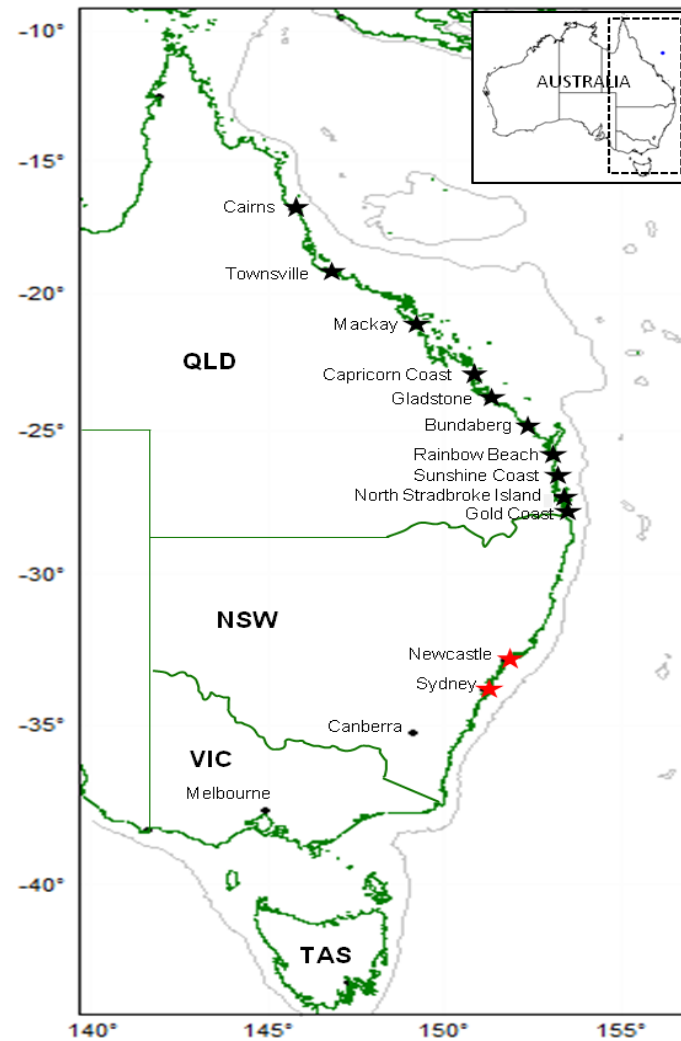 -10°
AUSTRALIA
-15°
Cairns
Townsville
-20°
Mackay
QLD
Capricorn Coast
Gladstone
Bundaberg
-25°
Rainbow Beach
Sunshine Coast
North Stradbroke Island
Gold Coast
-30°
NSW
Newcastle
Sydney
-35°
Canberra
VIC
Melbourne
-40°
TAS
140°
145°
150°
155°